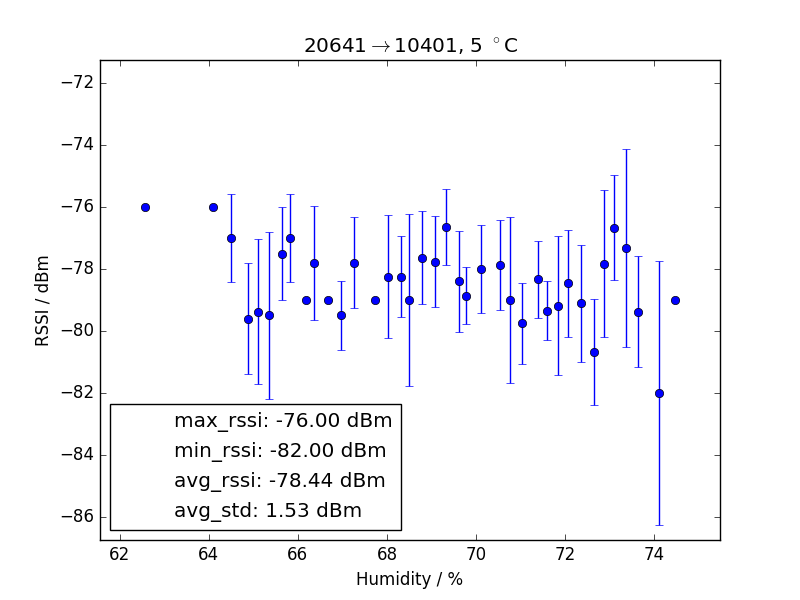 20641→10401, 5 °C
−72
−74
−76
−78
−80
−82
−84
−86
RSSI / dBm
max_rssi: -76.00 dBm
min_rssi: -82.00 dBm
avg_rssi: -78.44 dBm
avg_std: 1.53 dBm
62 64 66 68 70 72 74
Humidity / %